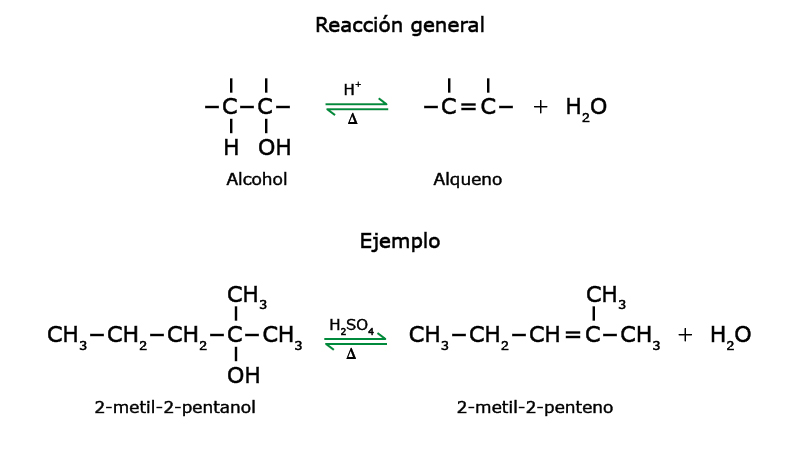 Reacción general
H⁺
–C–C– –C=C– + H₂O
Δ
H OH
Alcohol Alqueno
Ejemplo
CH₃ CH₃
H₂SO₄
CH₃–CH₂–CH₂–C–CH₃ CH₃–CH₂–CH=C–CH₃ + H₂O
Δ
OH
2-metil-2-pentanol 2-metil-2-penteno